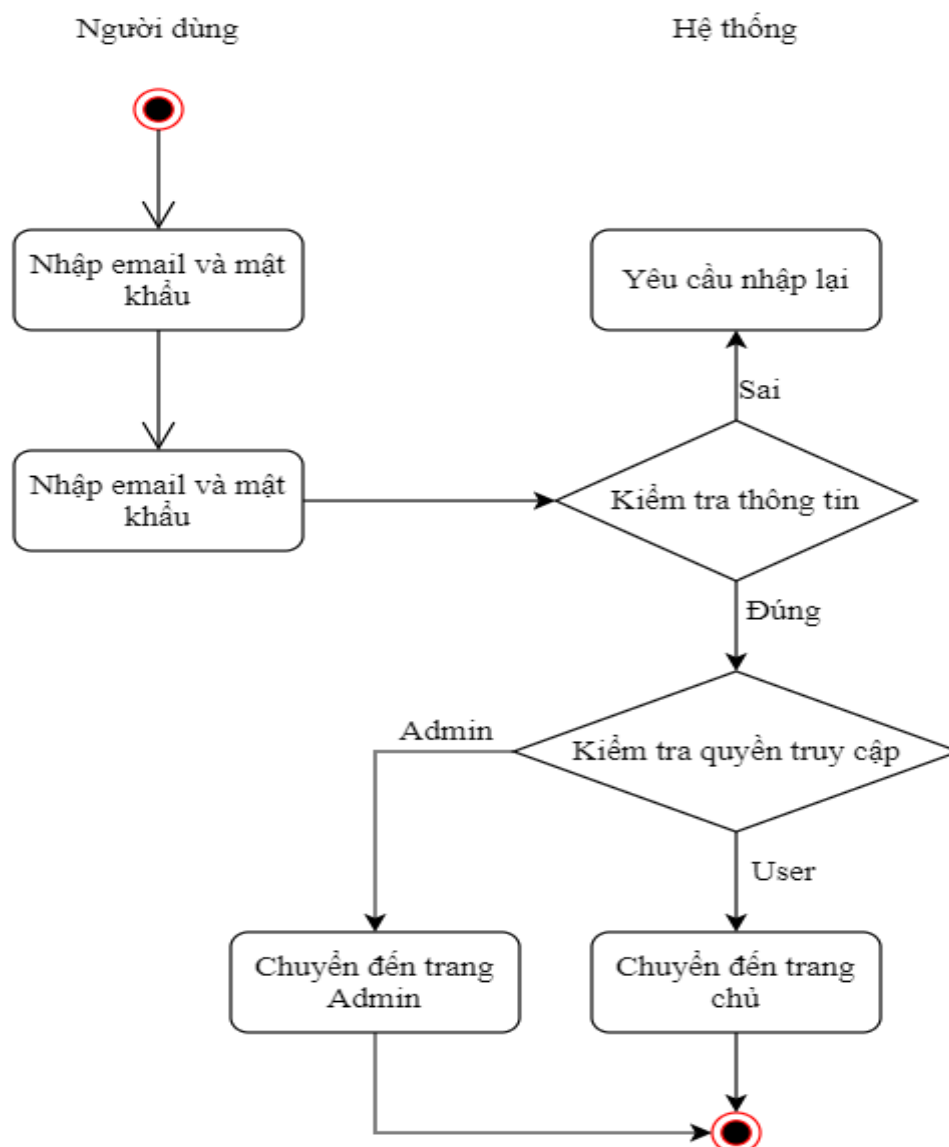 Người dùng
Hệ thống
Nhập email và mật
khẩu
Yêu cầu nhập lại
Sai
Nhập email và mật
khẩu
Kiểm tra thông tin
Đúng
Admin
Kiểm tra quyền truy cập
User
Chuyển đến trang
Admin
Chuyển đến trang
chủ